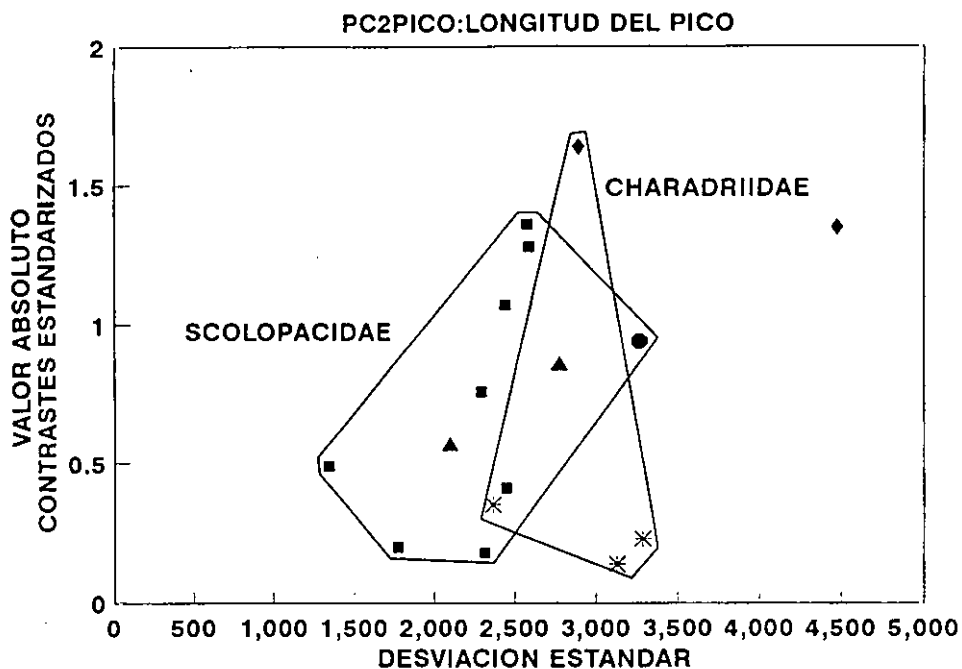 PC2PICO:LONGITUD DEL PICO
2
1.5
1
0.5
0
VALOR ABSOLUTO
CONTRASTES ESTANDARIZADOS
CHARADRIIDAE
SCOLOPACIDAE
0 500 1,000 1,500 2,000 2,500 3,000 3,500 4,000 4,500 5,000
DESVIACION ESTANDAR